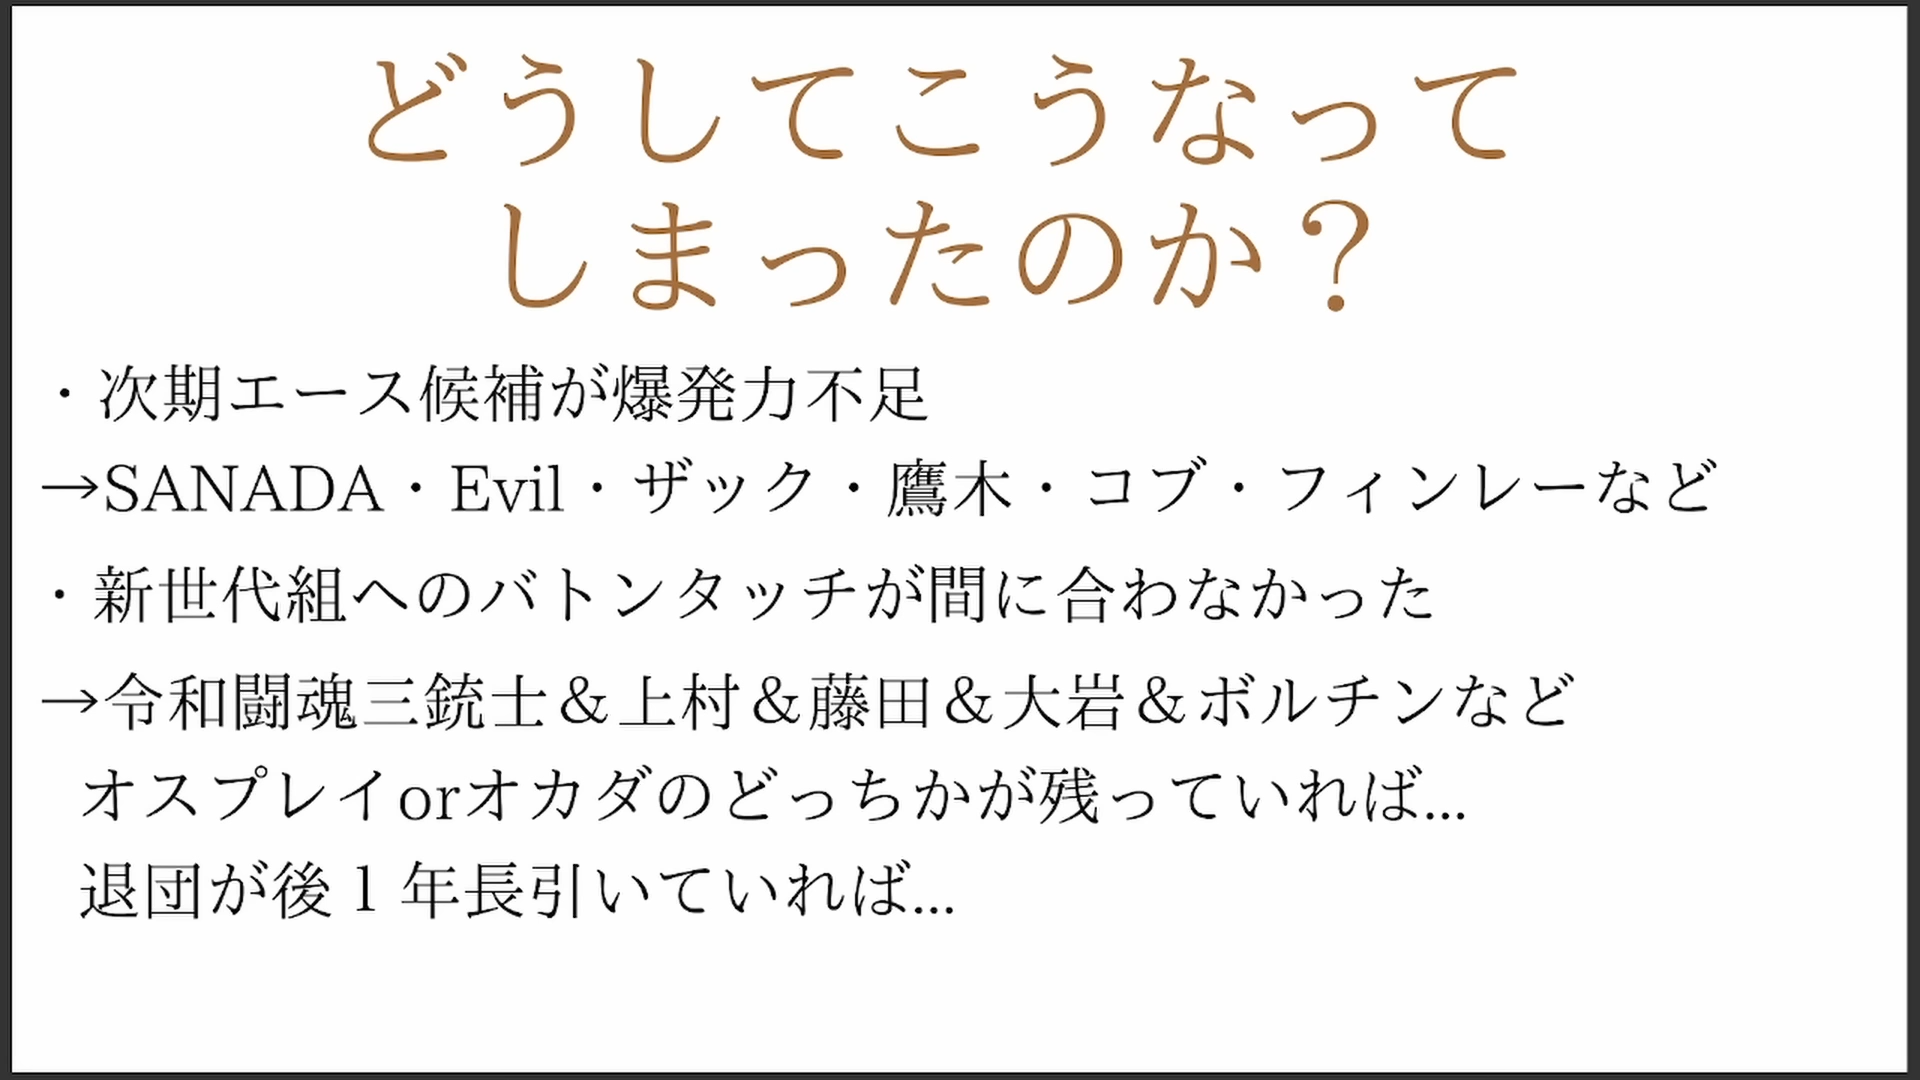 どうしてこうなって
しまったのか？
・次期エース候補が爆発力不足
→SANADA・Evil・ザック・鷹木・コブ・フィンレーなど
・新世代組へのバトンタッチが間に合わなかった
→令和闘魂三銃士＆上村＆藤田＆大岩＆ボルチンなど
オスプレイorオカダのどっちかが残っていれば...
退団が後１年長引いていれば...